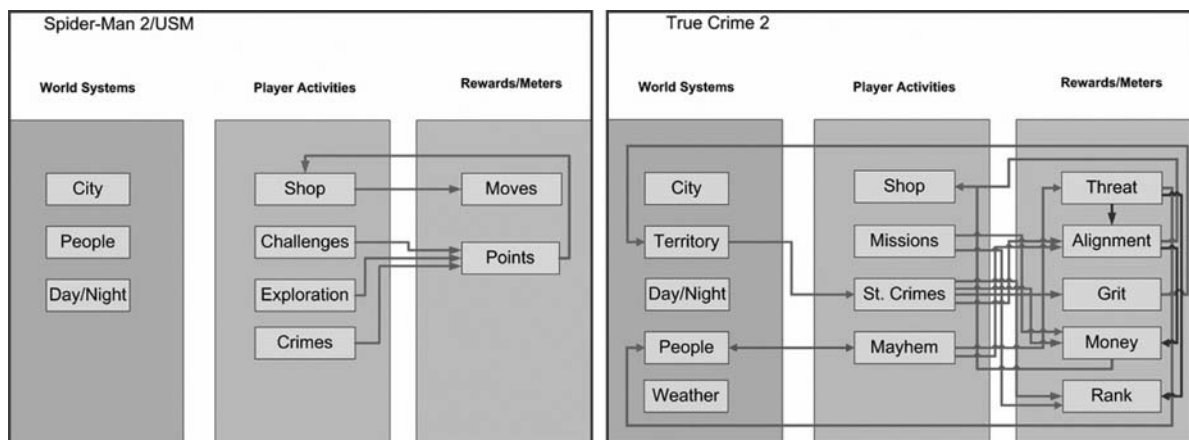 Spider-Man 2/USM
World Systems
Player Activities
Rewards/Meters
City
Shop
Moves
People
Challenges
Points
Day/Night
Exploration
Crimes
True Crime 2
World Systems
Player Activities
Rewards/Meters
City
Shop
Threat
Territory
Missions
Alignment
Day/Night
St. Crimes
Grit
People
Mayhem
Money
Weather
Rank